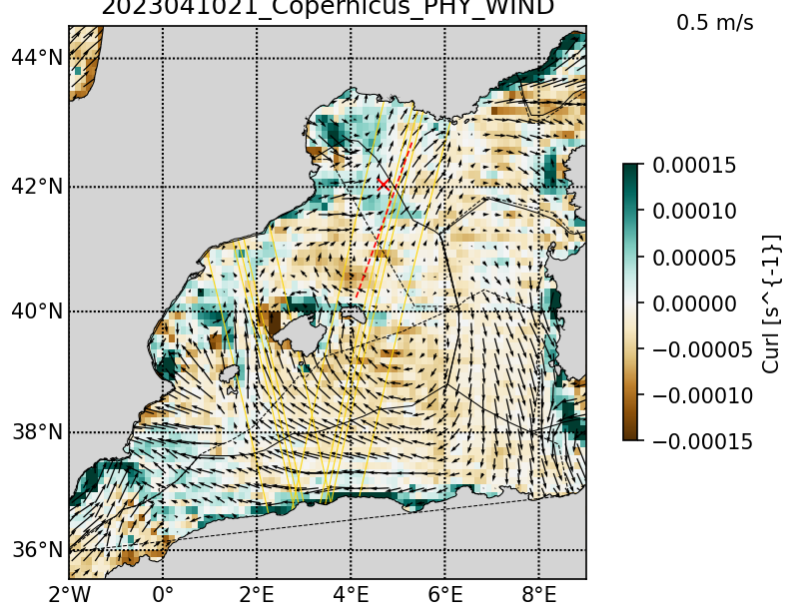 2023041021_Copernicus_PHY_WIND
0.5 m/s
44°N
42°N
40°N
38°N
36°N
2°W
0°
2°E
4°E
6°E
8°E
0.00015
0.00010
0.00005
0.00000
−0.00005
−0.00010
−0.00015
Curl [s^{-1}]